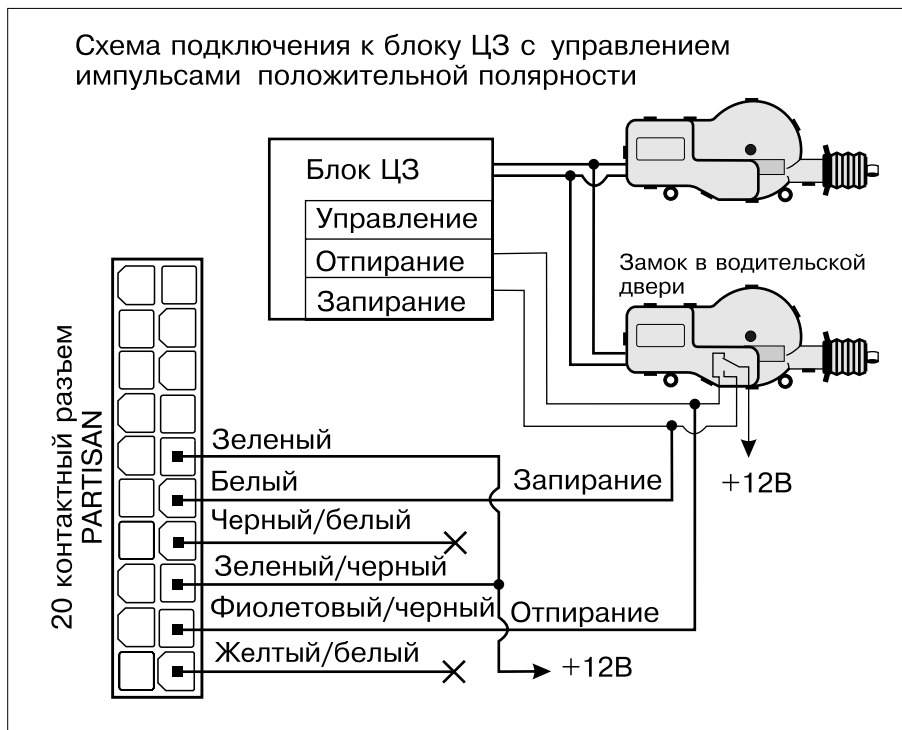 Схема подключения к блоку ЦЗ с управлением
импульсами положительной полярности
Блок ЦЗ
Управление
Отпирание
Запирание
Замок в водительской
двери
+12В
20 контактный разъем
PARTISAN
Зеленый
Белый
Запирание
Черный/белый
Зеленый/черный
Фиолетовый/черный
Отпирание
Желтый/белый
+12В